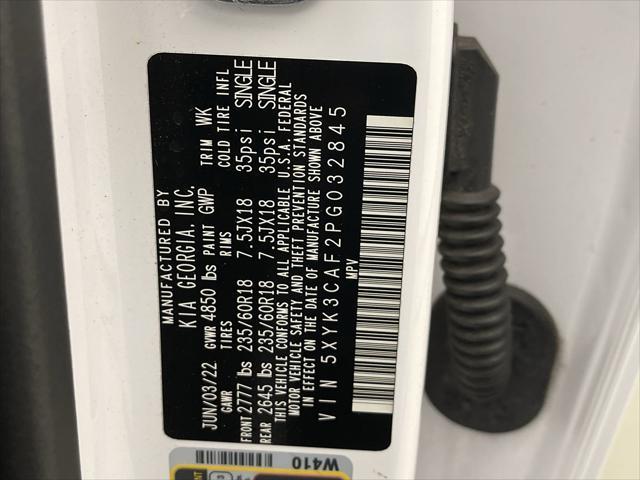 MANUFACTURED BY
KIA GEORGIA, INC.
JUN/03/22 GVWR 4850 lbs PAINT GWP TRIM WK
GAWR TIRES RIMS COLD TIRE INFL
FRONT 2777 lbs 235/60R18 7.5JX18 35psi SINGLE
REAR 2645 lbs 235/60R18 7.5JX18 35psi SINGLE
THIS VEHICLE CONFORMS TO ALL APPLICABLE U.S.A. FEDERAL
MOTOR VEHICLE SAFETY AND THEFT PREVENTION STANDARDS
IN EFFECT ON THE DATE OF MANUFACTURE SHOWN ABOVE
VIN 5XYK3CAF2PG032845
MPV
W410